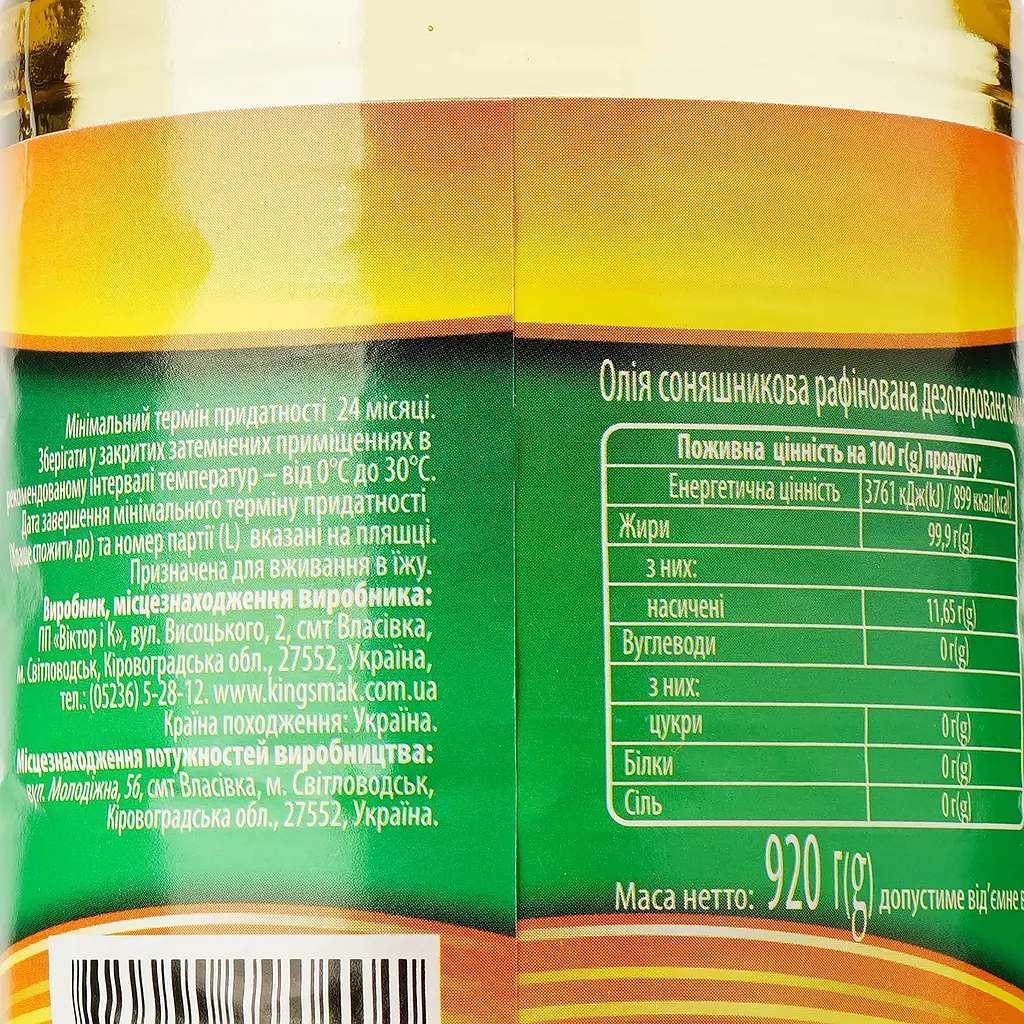 Мінімальний термін придатності 24 місяці.
Зберігати у закритих затемнених приміщеннях в
рекомендованому інтервалі температур – від 0°С до 30°С.
Дата завершення мінімального терміну придатності
(Краще спожити до) та номер партії (L) вказані на пляшці.
Призначена для вживання в їжу.
Виробник, місцезнаходження виробника:
ПП «Віктор і К», вул. Висоцького, 2, смт Власівка,
м. Світловодськ, Кіровоградська обл., 27552, Україна,
тел.: (05236) 5-28-12. www.kingsmak.com.ua
Країна походження: Україна.
Місцезнаходження потужностей виробництва:
вул. Молодіжна, 56, смт Власівка, м. Світловодськ,
Кіровоградська обл., 27552, Україна.
Олія соняшникова рафінована дезодорована
Поживна цінність на 100 г(g) продукту:
Енергетична цінність 3761 кДж(kJ) / 899 ккал(kcal)
Жири 99,9 г(g)
з них:
насичені 11,65 г(g)
Вуглеводи 0 г(g)
з них:
цукри 0 г(g)
Білки 0 г(g)
Сіль 0 г(g)
Маса нетто: 920 г(g) допустиме від'ємне